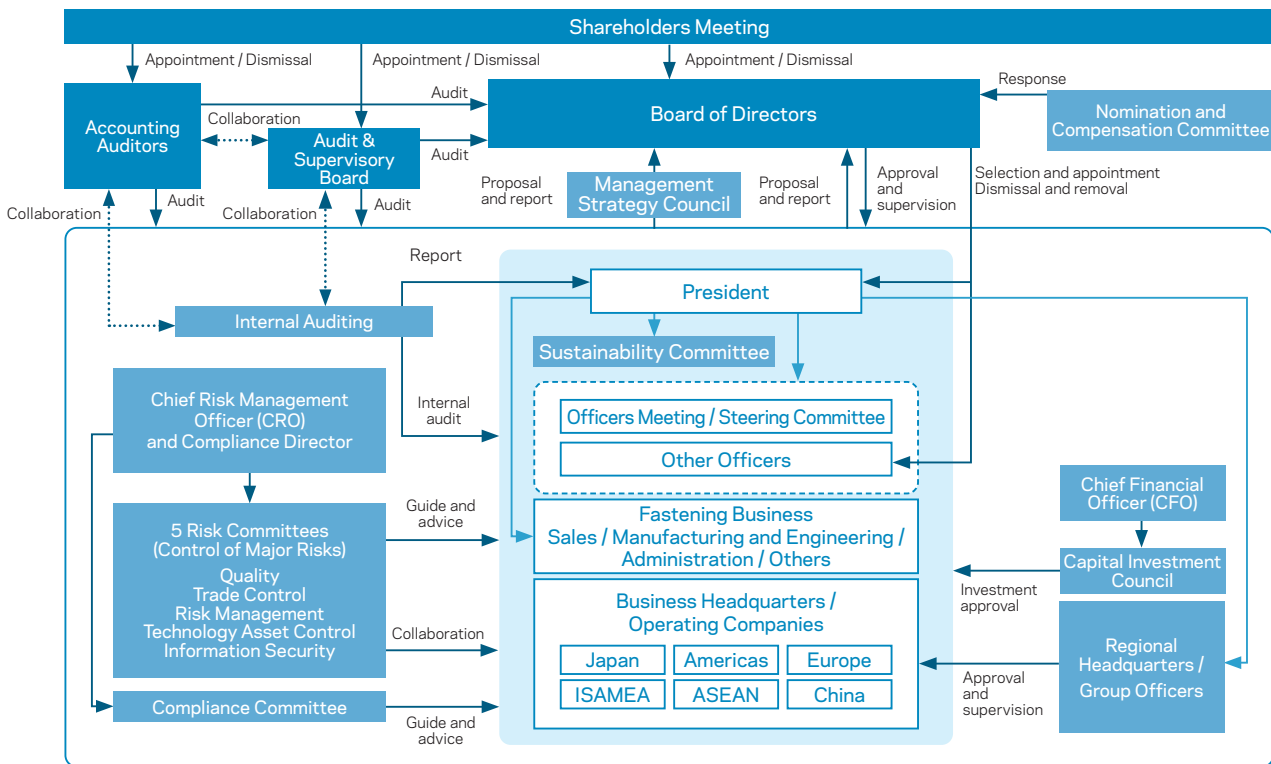 Shareholders Meeting
Appointment / Dismissal
Appointment / Dismissal
Appointment / Dismissal
Response
Accounting
Auditors
Collaboration
Audit
Audit &
Supervisory
Board
Audit
Board of Directors
Nomination and
Compensation Committee
Collaboration
Audit
Collaboration
Audit
Proposal
and report
Management
Strategy Council
Proposal
and report
Approval
and
supervision
Selection and appointment
Dismissal and removal
Report
President
Internal Auditing
Sustainability Committee
Chief Risk Management
Officer (CRO)
and Compliance Director
Internal
audit
Officers Meeting / Steering Committee
Other Officers
Chief Financial
Officer (CFO)
5 Risk Committees
(Control of Major Risks)
Quality
Trade Control
Risk Management
Technology Asset Control
Information Security
Guide and
advice
Fastening Business
Sales / Manufacturing and Engineering /
Administration / Others
Capital Investment
Council
Investment
approval
Collaboration
Business Headquarters /
Operating Companies
Japan
Americas
Europe
ISAMEA
ASEAN
China
Regional
Headquarters /
Group Officers
Approval
and
supervision
Compliance Committee
Guide and
advice